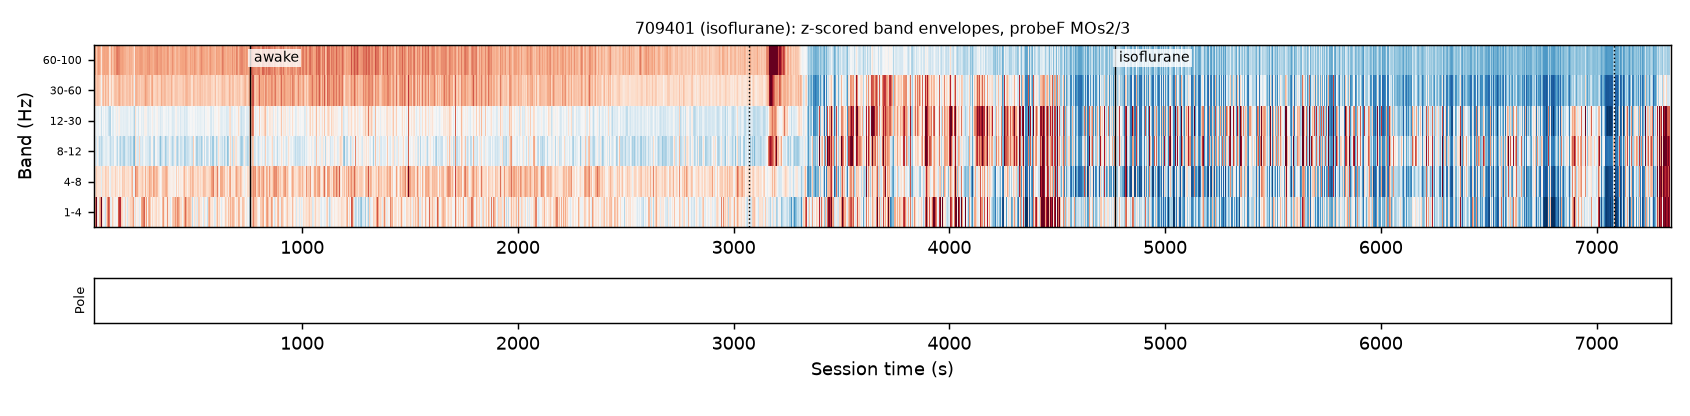 709401 (isoflurane): z-scored band envelopes, probeF MOs2/3
Band (Hz)
60-100
30-60
12-30
8-12
4-8
1-4
awake
isoflurane
1000 2000 3000 4000 5000 6000 7000
Pole
1000 2000 3000 4000 5000 6000 7000
Session time (s)